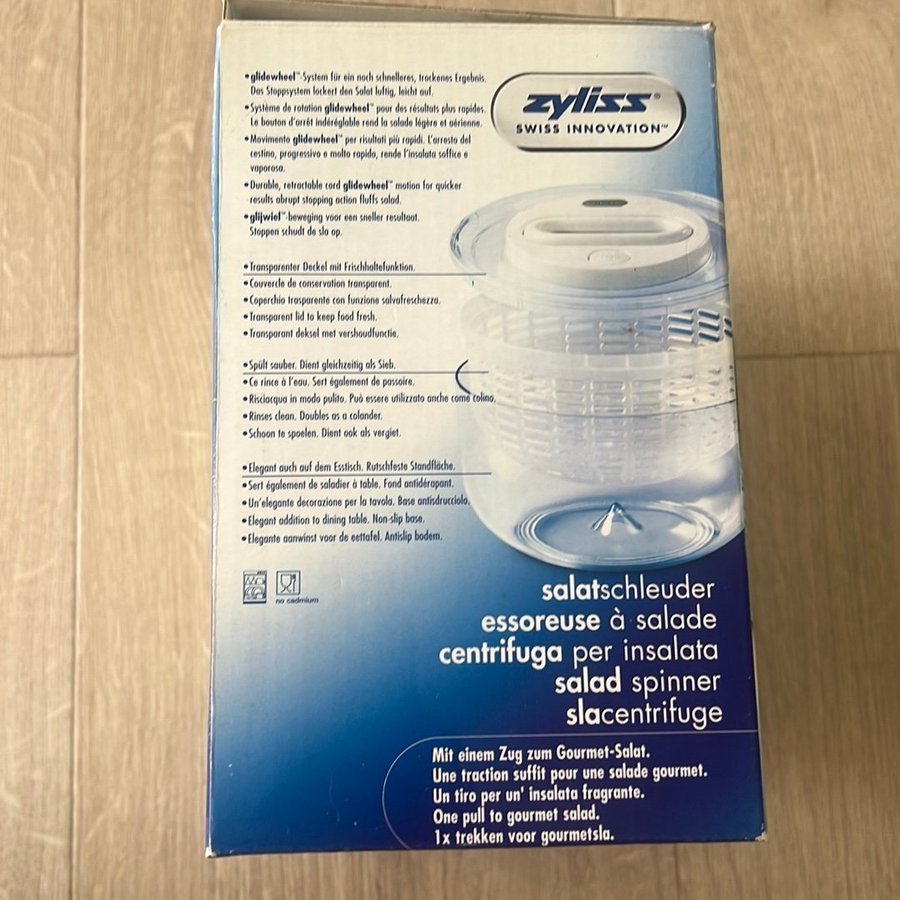 zyliss®
SWISS INNOVATION™
•glidewheel™-System für ein noch schnelleres, trockenes Ergebnis.
Das Stoppsystem lockert den Salat luftig, leicht auf.
•Système de rotation glidewheel™ pour des résultats plus rapides.
Le bouton d'arrêt indéréglable rend la salade légère et aérienne.
•Movimento glidewheel™ per risultati più rapidi. L'arresto del
cestino, progressivo e molto rapido, rende l'insalata soffice e
vaporosa.
•Durable, retractable cord glidewheel™ motion for quicker
results abrupt stopping action fluffs salad.
•glijwiel™-beweging voor een sneller resultaat.
Stoppen schudt de sla op.
•Transparenter Deckel mit Frischhaltefunktion.
•Couvercle de conservation transparent.
•Coperchio trasparente con funzione salvafreschezza.
•Transparent lid to keep food fresh.
•Transparant deksel met vershoudfunctie.
•Spült sauber. Dient gleichzeitig als Sieb.
•Ce rince à l'eau. Sert également de passoire.
•Risciacqua in modo pulito. Può essere utilizzato anche come colino.
•Rinses clean. Doubles as a colander.
•Schoon te spoelen. Dient ook als vergiet.
•Elegant auch auf dem Esstisch. Rutschfeste Standfläche.
•Sert également de saladier à table. Fond antidérapant.
•Un'elegante decorazione per la tavola. Base antisdrucciolo.
•Elegant addition to dining table. Non-slip base.
•Elegante aanwinst voor de eettafel. Antislip bodem.
no cadmium
salatschleuder
essoreuse à salade
centrifuga per insalata
salad spinner
slacentrifuge
Mit einem Zug zum Gourmet-Salat.
Une traction suffit pour une salade gourmet.
Un tiro per un' insalata fragrante.
One pull to gourmet salad.
1x trekken voor gourmetsla.